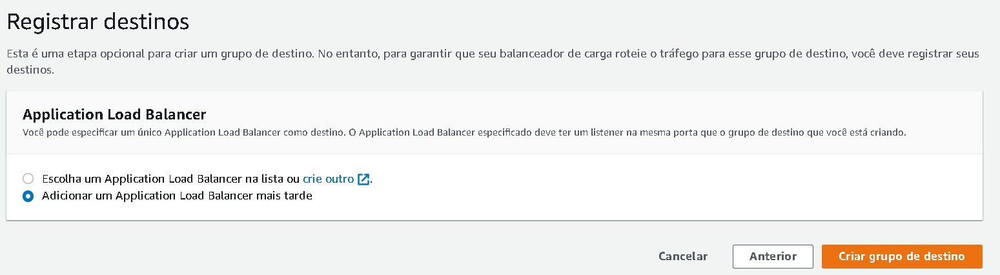 Registrar destinos
Esta é uma etapa opcional para criar um grupo de destino. No entanto, para garantir que seu balanceador de carga roteie o tráfego para esse grupo de destino, você deve registrar seus
destinos.
Application Load Balancer
Você pode especificar um único Application Load Balancer como destino. O Application Load Balancer especificado deve ter um listener na mesma porta que o grupo de destino que você está criando.
Escolha um Application Load Balancer na lista ou crie outro.
Adicionar um Application Load Balancer mais tarde
Cancelar Anterior Criar grupo de destino